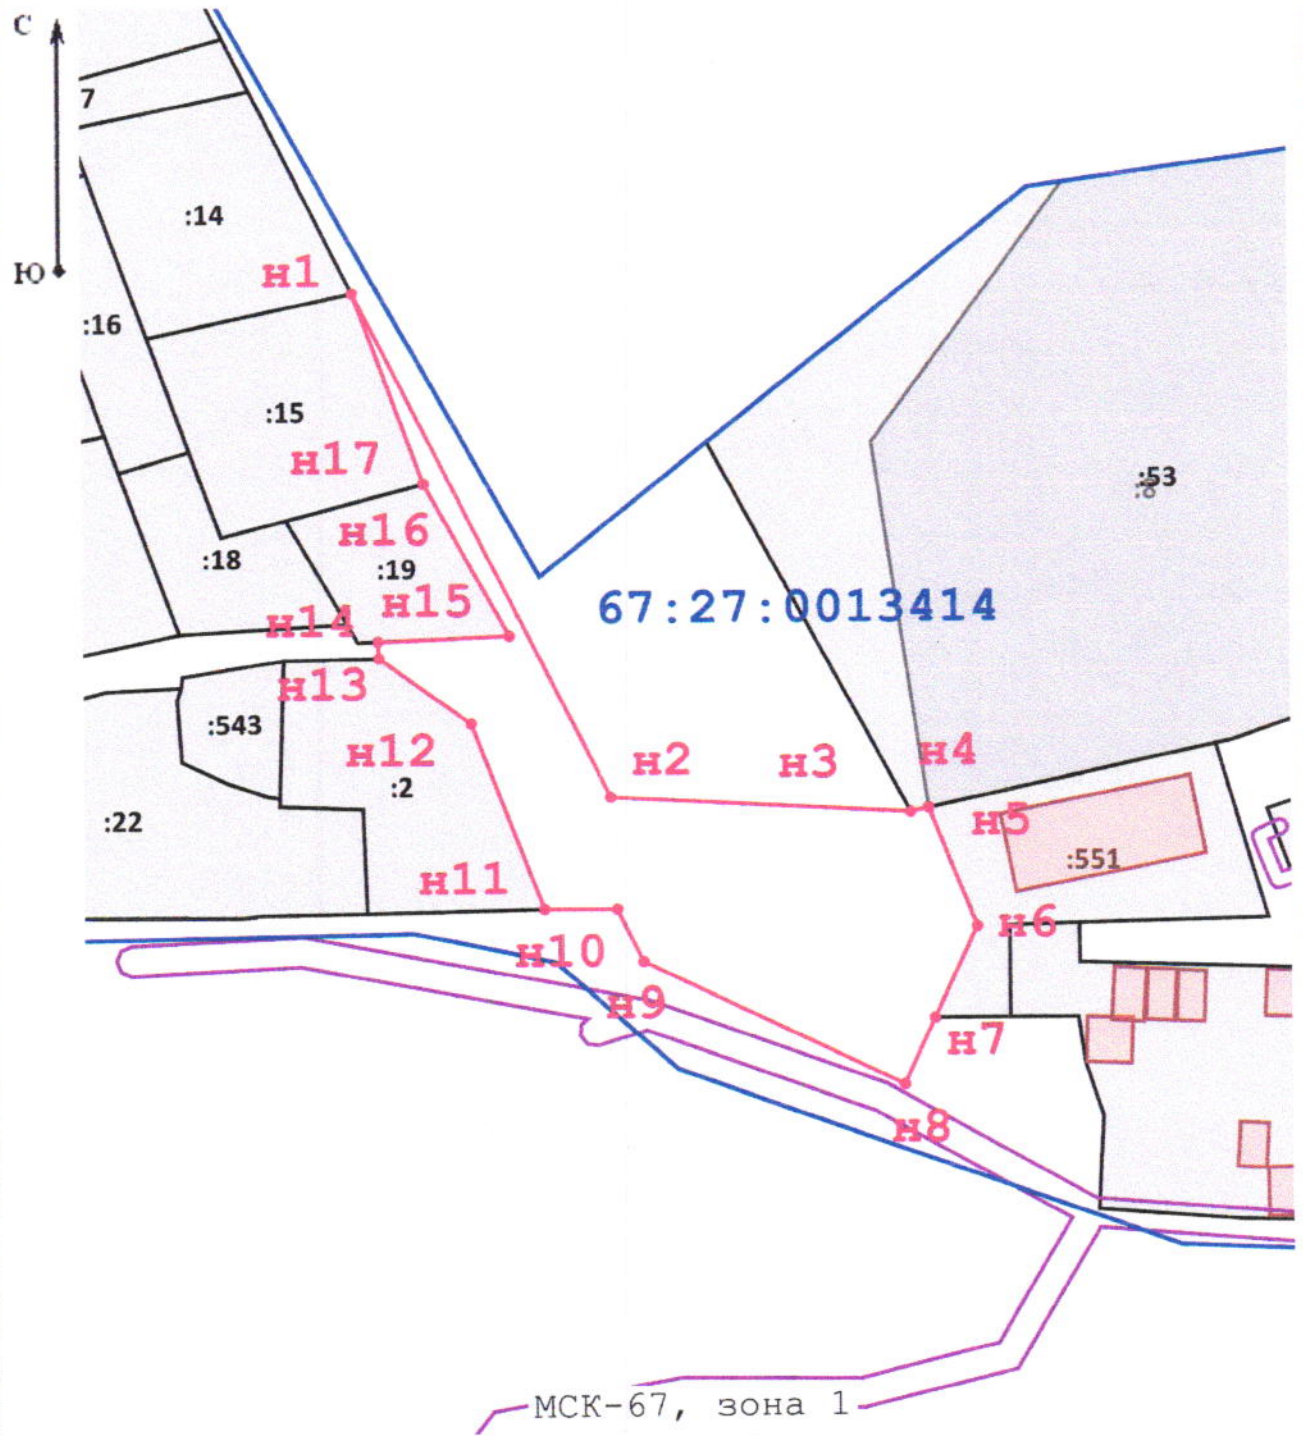 С
7
:14
Ю
н1
:16
:15
н17
:53
н16
:18
:19
67:27:0013414
н15
н14
н13
:543
н12
н2
н3
н4
:2
:22
н5
:551
н11
н6
н10
н9
н7
н8
МСК-67, зона 1